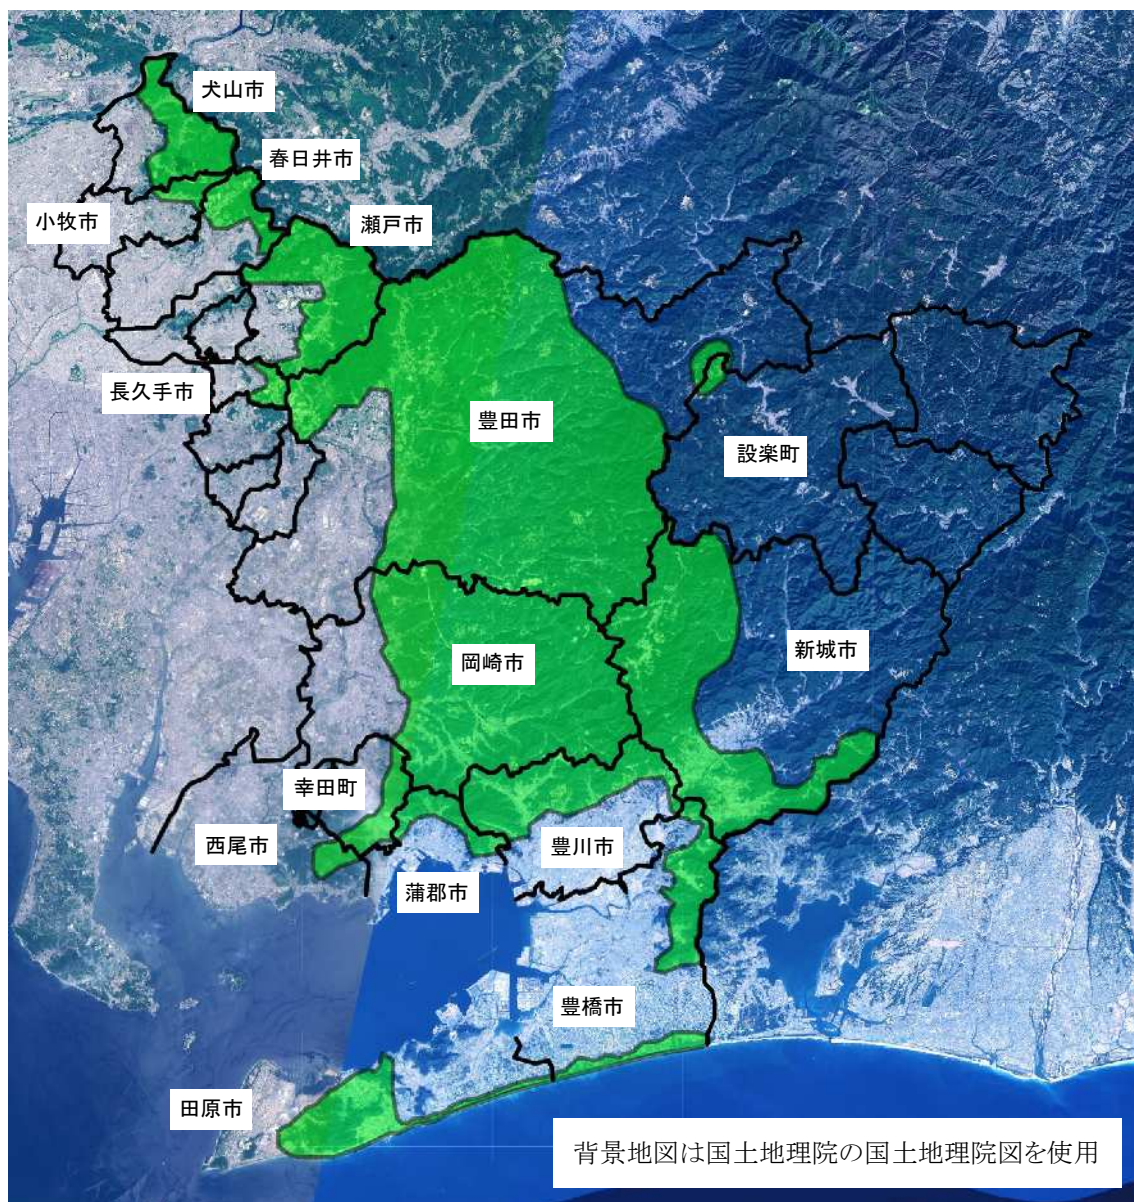 犬山市
春日井市
小牧市
瀬戸市
長久手市
豊田市
設楽町
岡崎市
新城市
幸田町
西尾市
豊川市
蒲郡市
豊橋市
田原市
背景地図は国土地理院の国土地理院図を使用